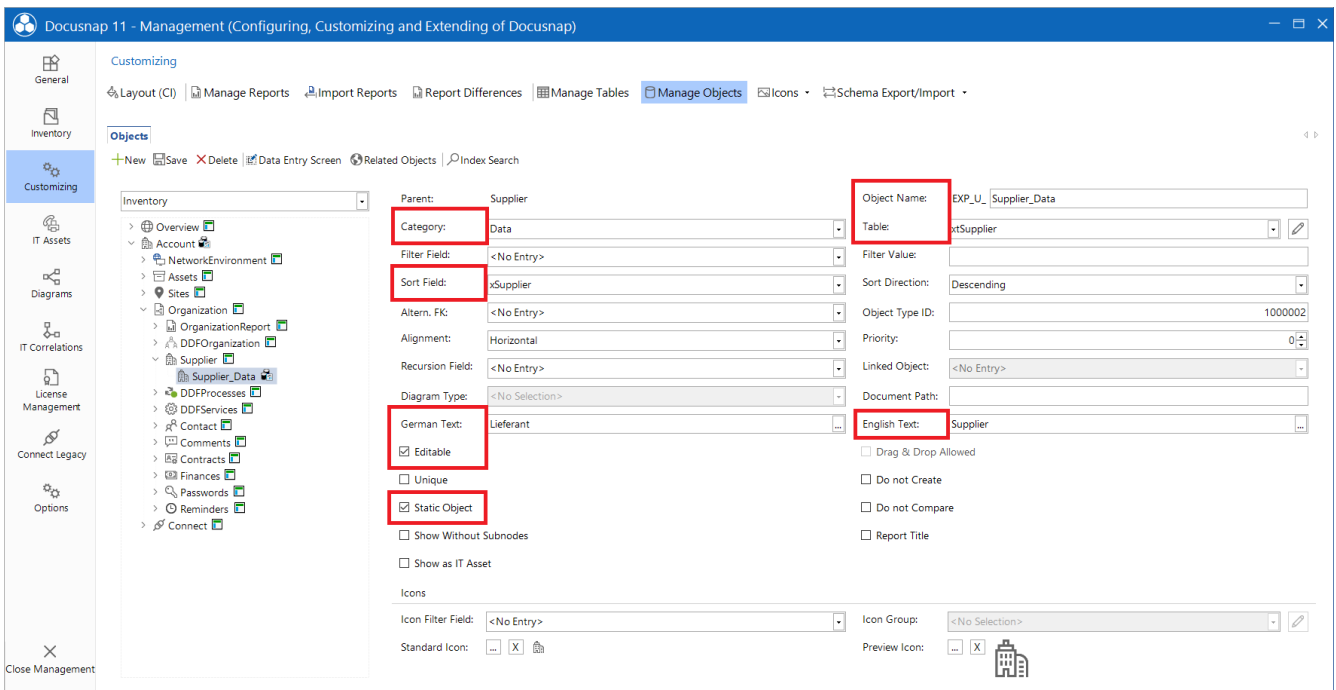 Docusnap 11 - Management (Configuring, Customizing and Extending of Docusnap)
General
Inventory
Customizing
IT Assets
Diagrams
IT Correlations
License
Management
Connect Legacy
Options
Close Management
Customizing
Layout (CI) Manage Reports Import Reports Report Differences Manage Tables Manage Objects Icons Schema Export/Import
Objects
New Save Delete Data Entry Screen Related Objects Index Search
Inventory
Overview
Account
NetworkEnvironment
Assets
Sites
Organization
OrganizationReport
DDFOrganization
Supplier
Supplier_Data
DDFProcesses
DDFServices
Contact
Comments
Contracts
Finances
Passwords
Reminders
Connect
Parent: Supplier Object Name: EXP_U_ Supplier_Data
Category: Data Table: xtSupplier
Filter Field: <No Entry> Filter Value:
Sort Field: xSupplier Sort Direction: Descending
Altern. FK: <No Entry> Object Type ID: 1000002
Alignment: Horizontal Priority: 0
Recursion Field: <No Entry> Linked Object: <No Entry>
Diagram Type: <No Selection> Document Path:
German Text: Lieferant ... English Text: Supplier ...
Editable Drag & Drop Allowed
Unique Do not Create
Static Object Do not Compare
Show Without Subnodes Report Title
Show as IT Asset
Icons
Icon Filter Field: <No Entry> Icon Group: <No Selection>
Standard Icon: ... X Preview Icon: ... X